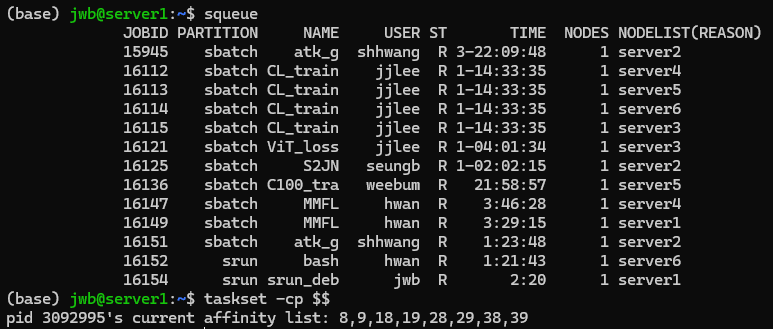 (base) jwb@server1:~$ squeue
JOBID PARTITION NAME USER ST TIME NODES NODELIST(REASON)
15945 sbatch atk_g shhwang R 3-22:09:48 1 server2
16112 sbatch CL_train jjlee R 1-14:33:35 1 server4
16113 sbatch CL_train jjlee R 1-14:33:35 1 server5
16114 sbatch CL_train jjlee R 1-14:33:35 1 server6
16115 sbatch CL_train jjlee R 1-14:33:35 1 server3
16121 sbatch ViT_loss jjlee R 1-04:01:34 1 server3
16125 sbatch S2JN seungb R 1-02:02:15 1 server2
16136 sbatch C100_tra weebum R 21:58:57 1 server5
16147 sbatch MMFL hwan R 3:46:28 1 server4
16149 sbatch MMFL hwan R 3:29:15 1 server1
16151 sbatch atk_g shhwang R 1:23:48 1 server2
16152 srun bash hwan R 1:21:43 1 server6
16154 srun srun_deb jwb R 2:20 1 server1
(base) jwb@server1:~$ taskset -cp $$
pid 3092995's current affinity list: 8,9,18,19,28,29,38,39